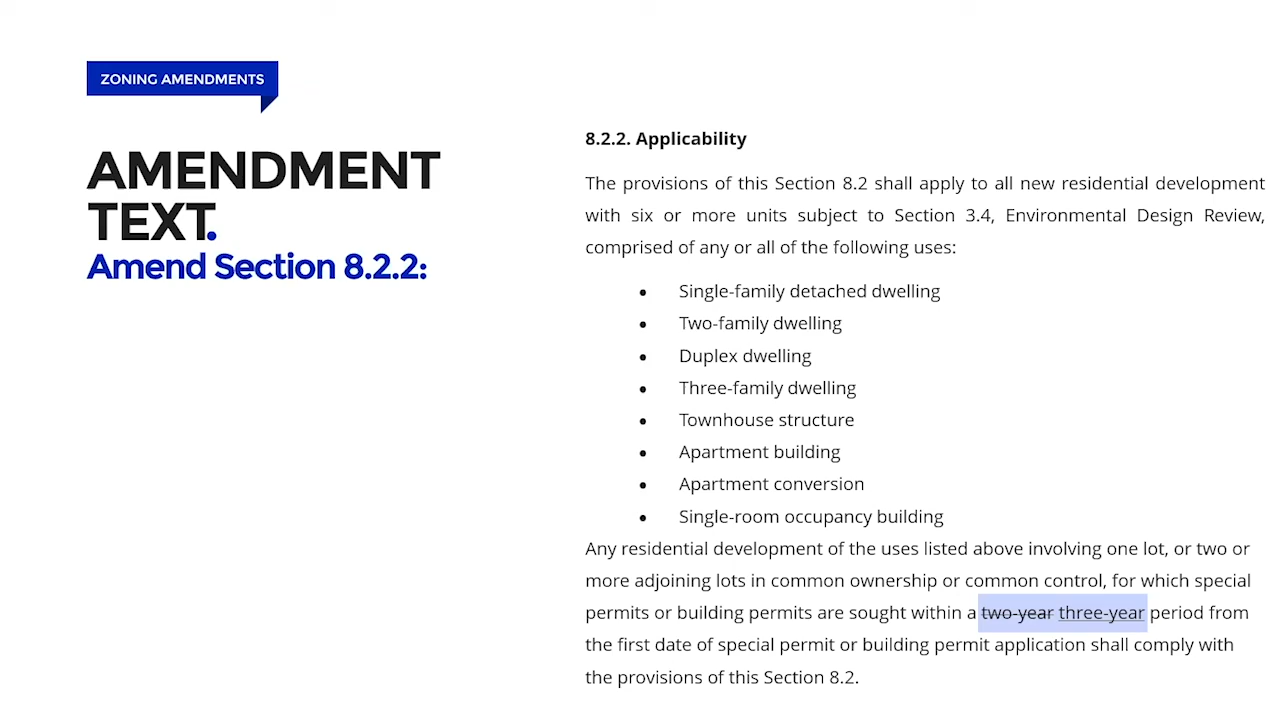 ZONING AMENDMENTS
AMENDMENT
TEXT.
Amend Section 8.2.2:
8.2.2. Applicability
The provisions of this Section 8.2 shall apply to all new residential development
with six or more units subject to Section 3.4, Environmental Design Review,
comprised of any or all of the following uses:
• Single-family detached dwelling
• Two-family dwelling
• Duplex dwelling
• Three-family dwelling
• Townhouse structure
• Apartment building
• Apartment conversion
• Single-room occupancy building
Any residential development of the uses listed above involving one lot, or two or
more adjoining lots in common ownership or common control, for which special
permits or building permits are sought within a two-year three-year period from
the first date of special permit or building permit application shall comply with
the provisions of this Section 8.2.